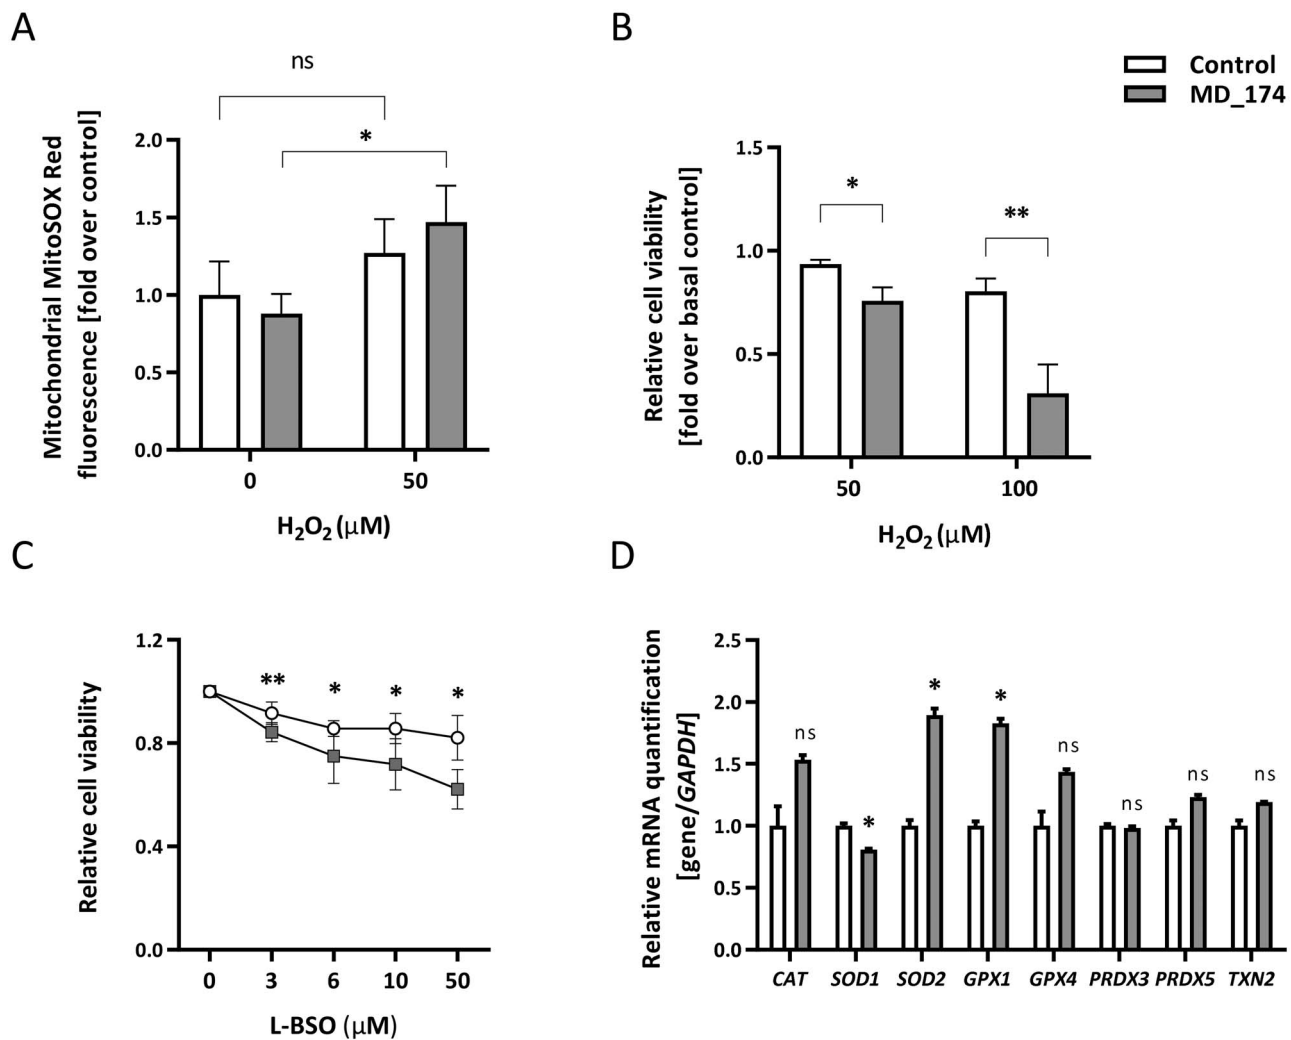 A
ns
*
Mitochondrial MitoSOX Red
fluorescence [fold over control]
2.0
1.5
1.0
0.5
0.0
0
50
H₂O₂ (μM)
B
Control
MD_174
*
**
Relative cell viability
[fold over basal control]
1.5
1.0
0.5
0.0
50
100
H₂O₂ (μM)
C
Relative cell viability
1.2
0.8
0.4
0.0
**
*
*
*
0
3
6
10
50
L-BSO (μM)
D
Relative mRNA quantification
[gene/GAPDH]
2.5
2.0
1.5
1.0
0.5
0.0
ns
*
*
*
ns
ns
ns
ns
CAT
SOD1
SOD2
GPX1
GPX4
PRDX3
PRDX5
TXN2